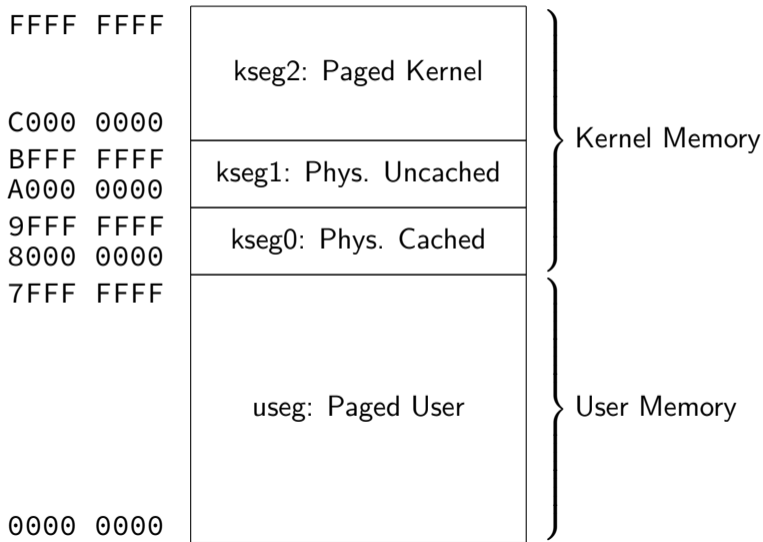 FFFF FFFF
kseg2: Paged Kernel
C000 0000
Kernel Memory
BFFF FFFF
kseg1: Phys. Uncached
A000 0000
9FFF FFFF
kseg0: Phys. Cached
8000 0000
7FFF FFFF
useg: Paged User
User Memory
0000 0000